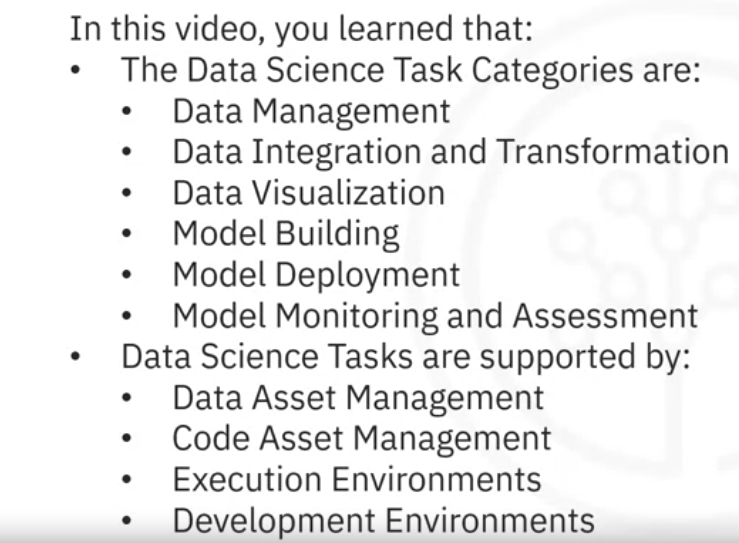 In this video, you learned that:
• The Data Science Task Categories are:
• Data Management
• Data Integration and Transformation
• Data Visualization
• Model Building
• Model Deployment
• Model Monitoring and Assessment
• Data Science Tasks are supported by:
• Data Asset Management
• Code Asset Management
• Execution Environments
• Development Environments